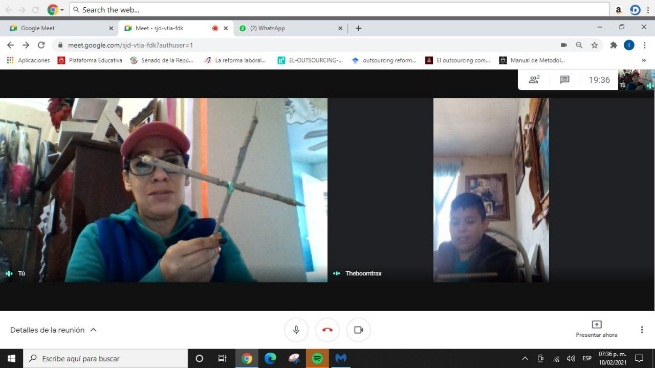 Search the web...
Google Meet
Meet - sjd-vtia-fdk
(2) WhatsApp
meet.google.com/sjd-vtia-fdk?authuser=1
Aplicaciones
Plataforma Educativa
Senado de la Repú...
La reforma laboral...
EL-OUTSOURCING-...
outsourcing reform...
El outsourcing com...
Manual de Metodol...
2
19:36
Tú
Tú
Theboomtrax
Detalles de la reunión
Presentar ahora
Escribe aquí para buscar
ESP
07:36 p. m.
10/02/2021